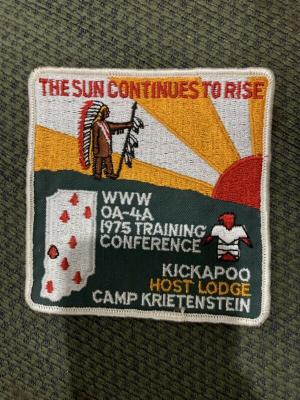 THE SUN CONTINUES TO RISE
WWW
OA-4A
1975 TRAINING
CONFERENCE
KICKAPOO
HOST LODGE
CAMP KRIETENSTEIN